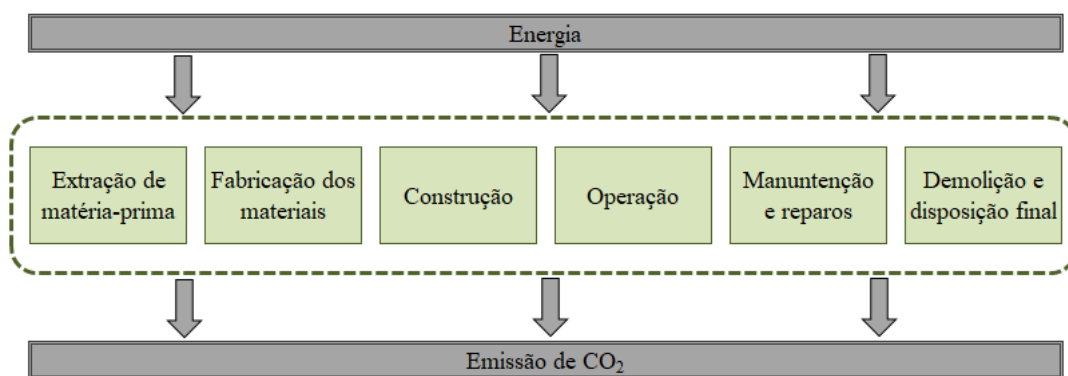 Energia
Extração de
matéria-prima
Fabricação dos
materiais
Construção
Operação
Manuntenção
e reparos
Demolição e
disposição final
Emissão de CO₂